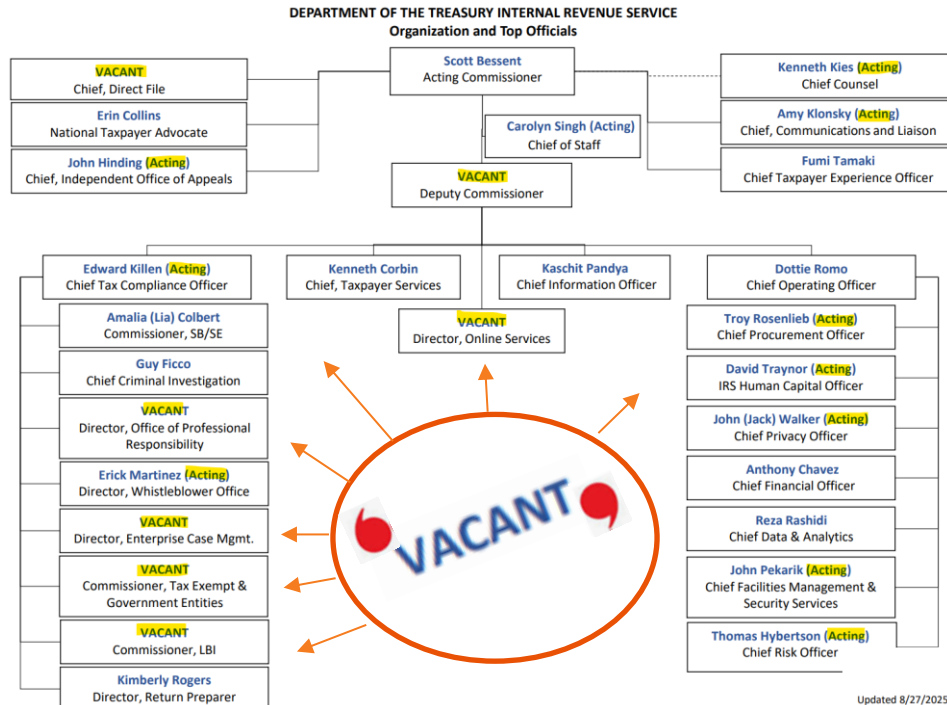 DEPARTMENT OF THE TREASURY INTERNAL REVENUE SERVICE
Organization and Top Officials
Scott Bessent
Acting Commissioner
VACANT
Chief, Direct File
Erin Collins
National Taxpayer Advocate
John Hinding (Acting)
Chief, Independent Office of Appeals
Carolyn Singh (Acting)
Chief of Staff
Kenneth Kies (Acting)
Chief Counsel
Amy Klonsky (Acting)
Chief, Communications and Liaison
Fumi Tamaki
Chief Taxpayer Experience Officer
VACANT
Deputy Commissioner
Edward Killen (Acting)
Chief Tax Compliance Officer
Kenneth Corbin
Chief, Taxpayer Services
Kaschit Pandya
Chief Information Officer
Dottie Romo
Chief Operating Officer
VACANT
Director, Online Services
Amalia (Lia) Colbert
Commissioner, SB/SE
Guy Ficco
Chief Criminal Investigation
VACANT
Director, Office of Professional
Responsibility
Erick Martinez (Acting)
Director, Whistleblower Office
VACANT
Director, Enterprise Case Mgmt.
VACANT
Commissioner, Tax Exempt &
Government Entities
VACANT
Commissioner, LBI
Kimberly Rogers
Director, Return Preparer
VACANT
Troy Rosenlieb (Acting)
Chief Procurement Officer
David Traynor (Acting)
IRS Human Capital Officer
John (Jack) Walker (Acting)
Chief Privacy Officer
Anthony Chavez
Chief Financial Officer
Reza Rashidi
Chief Data & Analytics
John Pekarik (Acting)
Chief Facilities Management &
Security Services
Thomas Hybertson (Acting)
Chief Risk Officer
Updated 8/27/2025